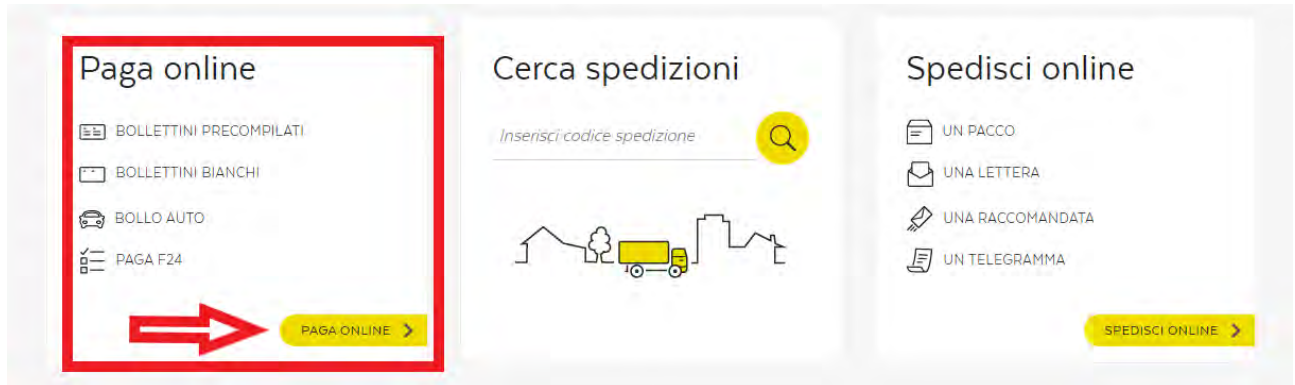 Paga online
BOLLETTINI PRECOMPILATI
BOLLETTINI BIANCHI
BOLLO AUTO
PAGA F24
PAGA ONLINE
Cerca spedizioni
Inserisci codice spedizione
Spedisci online
UN PACCO
UNA LETTERA
UNA RACCOMANDATA
UN TELEGRAMMA
SPEDISCI ONLINE